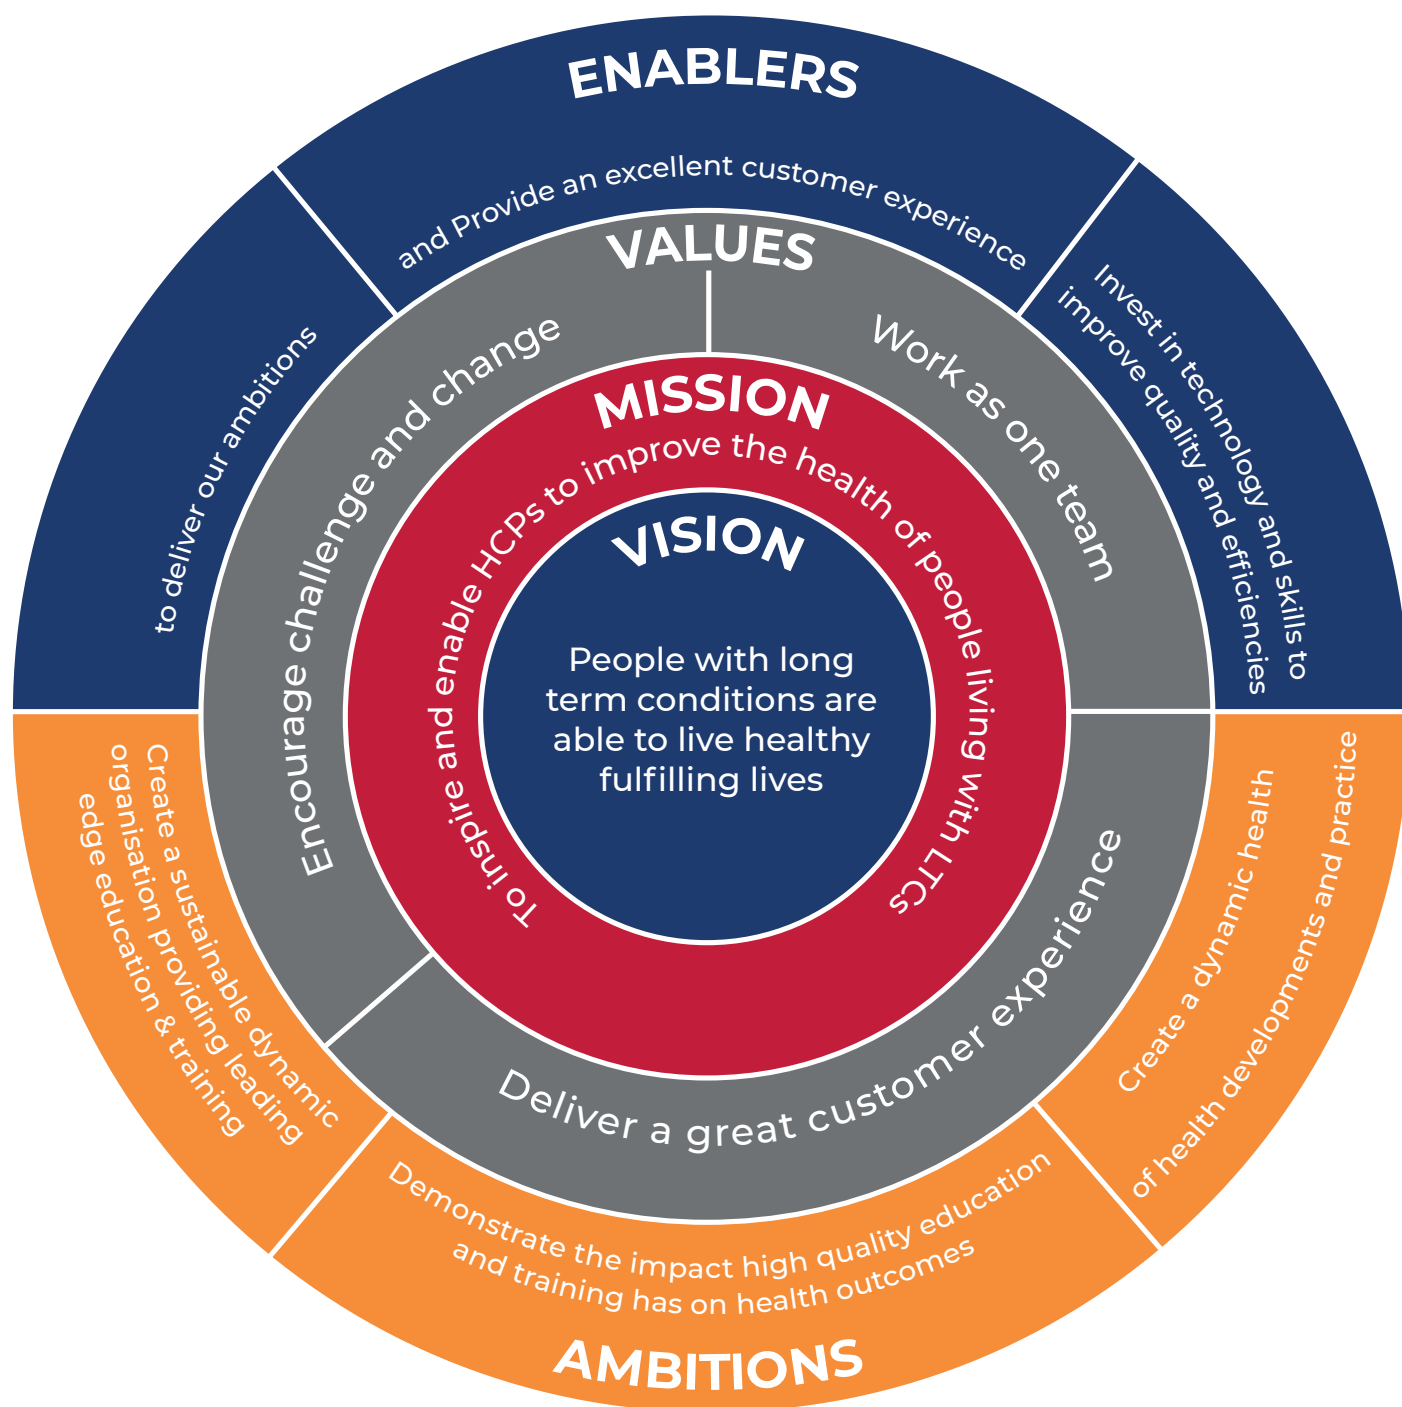 ENABLERS
to deliver our ambitions
and Provide an excellent customer experience
Invest in technology and skills to
improve quality and efficiencies
VALUES
Encourage challenge and change
Work as one team
Deliver a great customer experience
MISSION
To inspire and enable HCPs to improve the health of people living with LTCs
VISION
People with long
term conditions are
able to live healthy
fulfilling lives
Create a sustainable dynamic
organisation providing leading
edge education & training
Demonstrate the impact high quality education
and training has on health outcomes
Create a dynamic health
of health developments and practice
AMBITIONS